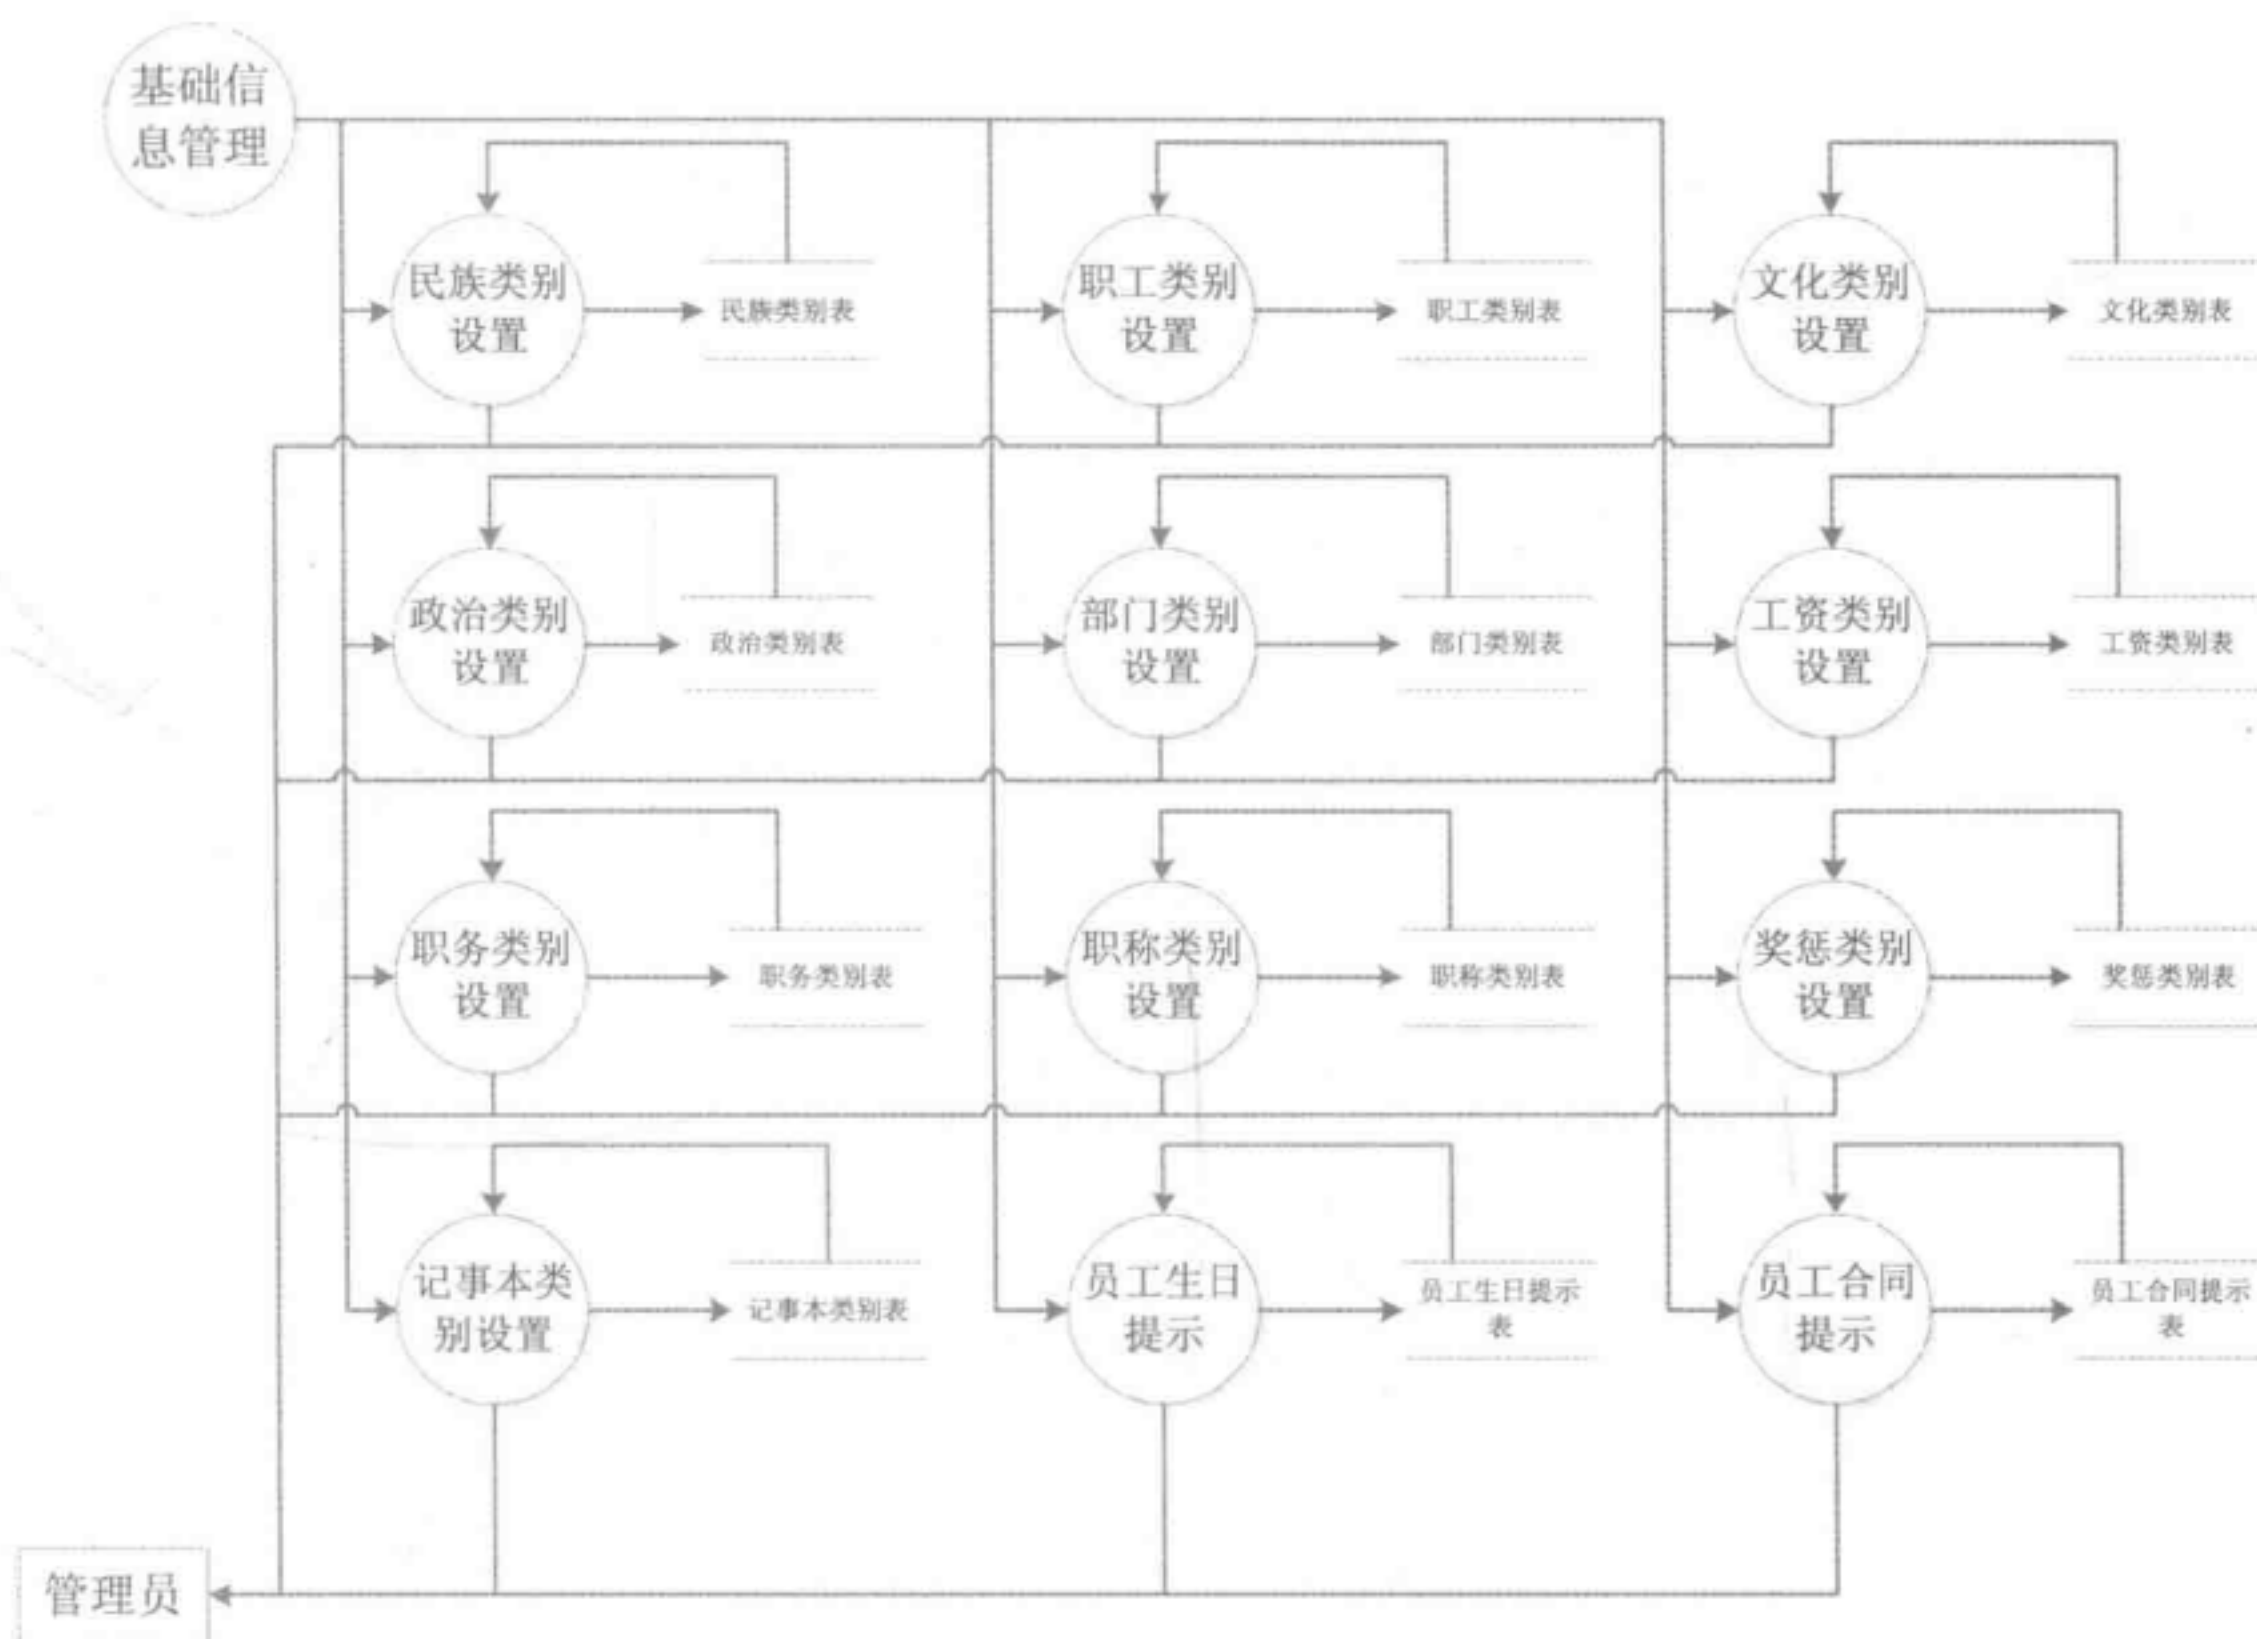 基础信
息管理
民族类别
设置
民族类别表
职工类别
设置
职工类别表
文化类别
设置
文化类别表
政治类别
设置
政治类别表
部门类别
设置
部门类别表
工资类别
设置
工资类别表
职务类别
设置
职务类别表
职称类别
设置
职称类别表
奖惩类别
设置
奖惩类别表
记事本类
别设置
记事本类别表
员工生日
提示
员工生日提示
表
员工合同
提示
员工合同提示
表
管理员